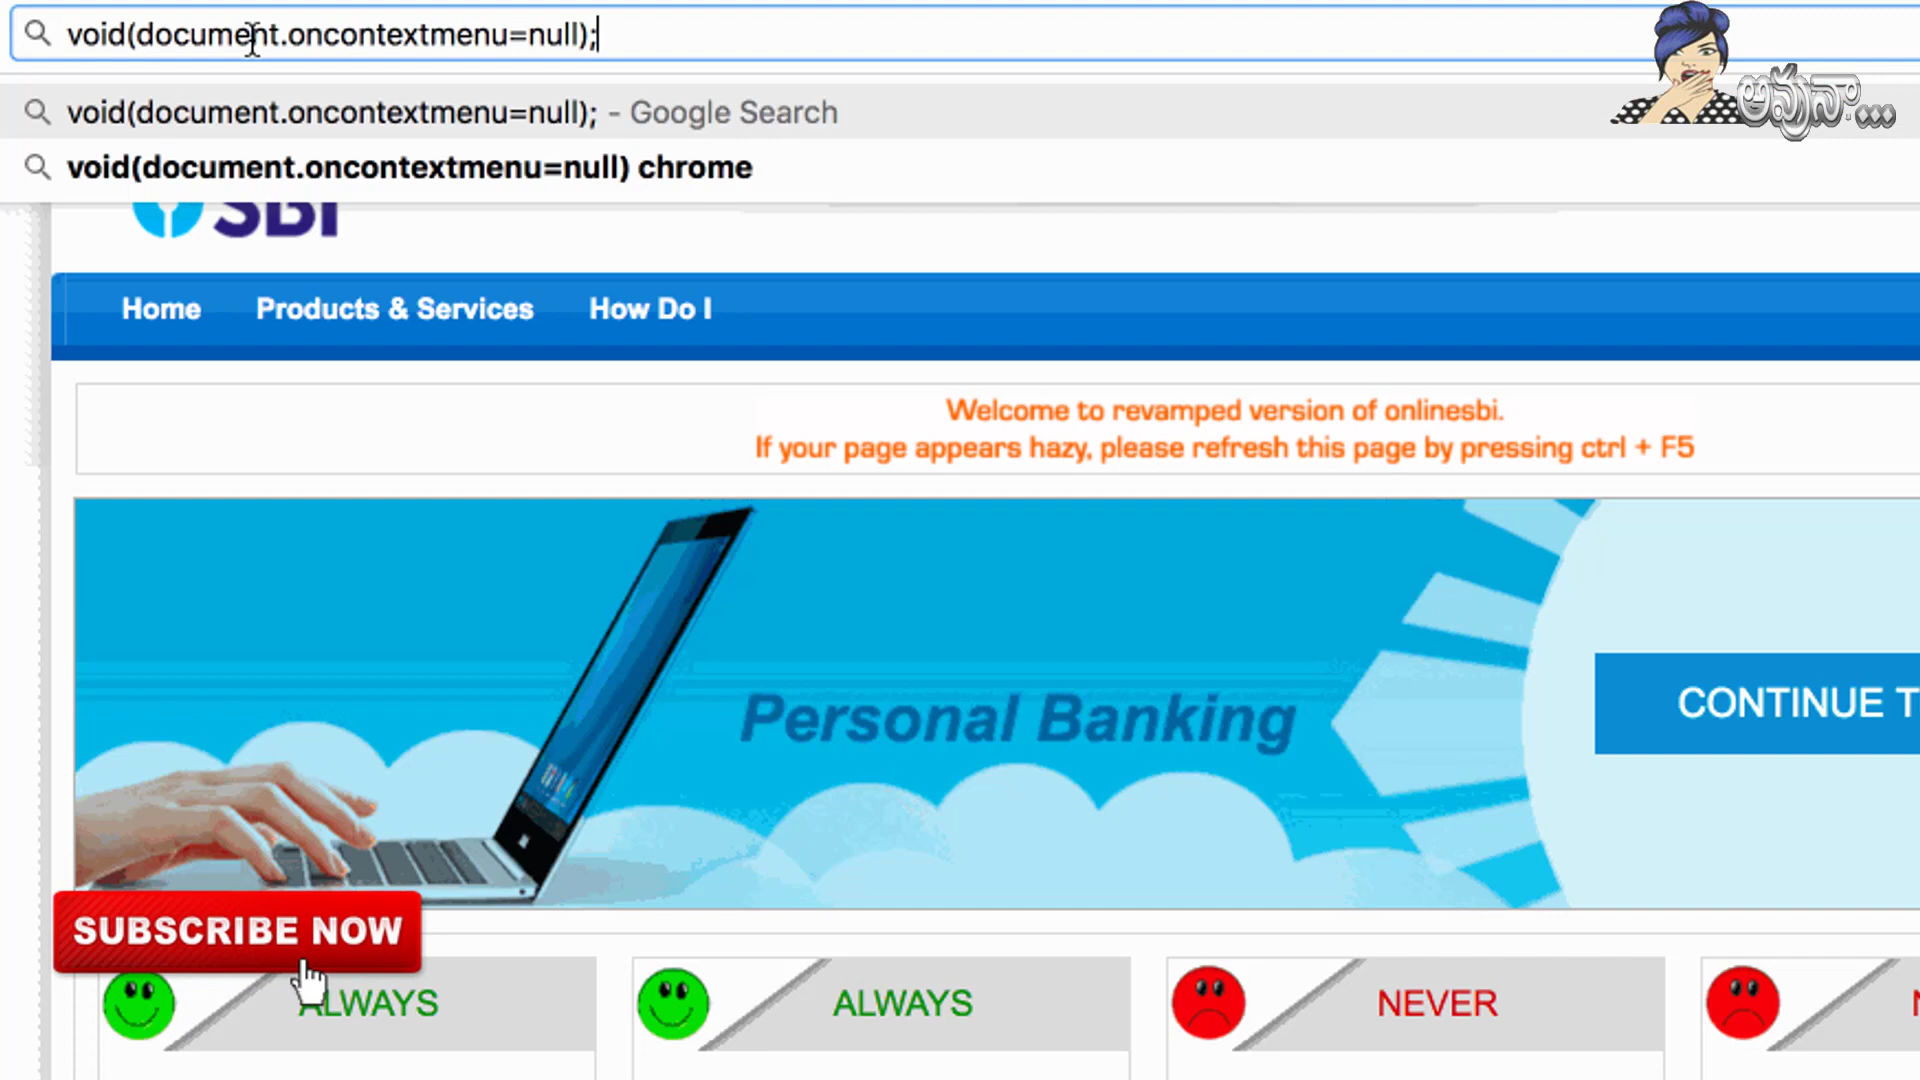 void(document.oncontextmenu=null);
void(document.oncontextmenu=null); - Google Search
void(document.oncontextmenu=null) chrome
అవునా...
SBI
Home Products & Services How Do I
Welcome to revamped version of onlinesbi.
If your page appears hazy, please refresh this page by pressing ctrl + F5
Personal Banking
CONTINUE T
SUBSCRIBE NOW
ALWAYS ALWAYS NEVER